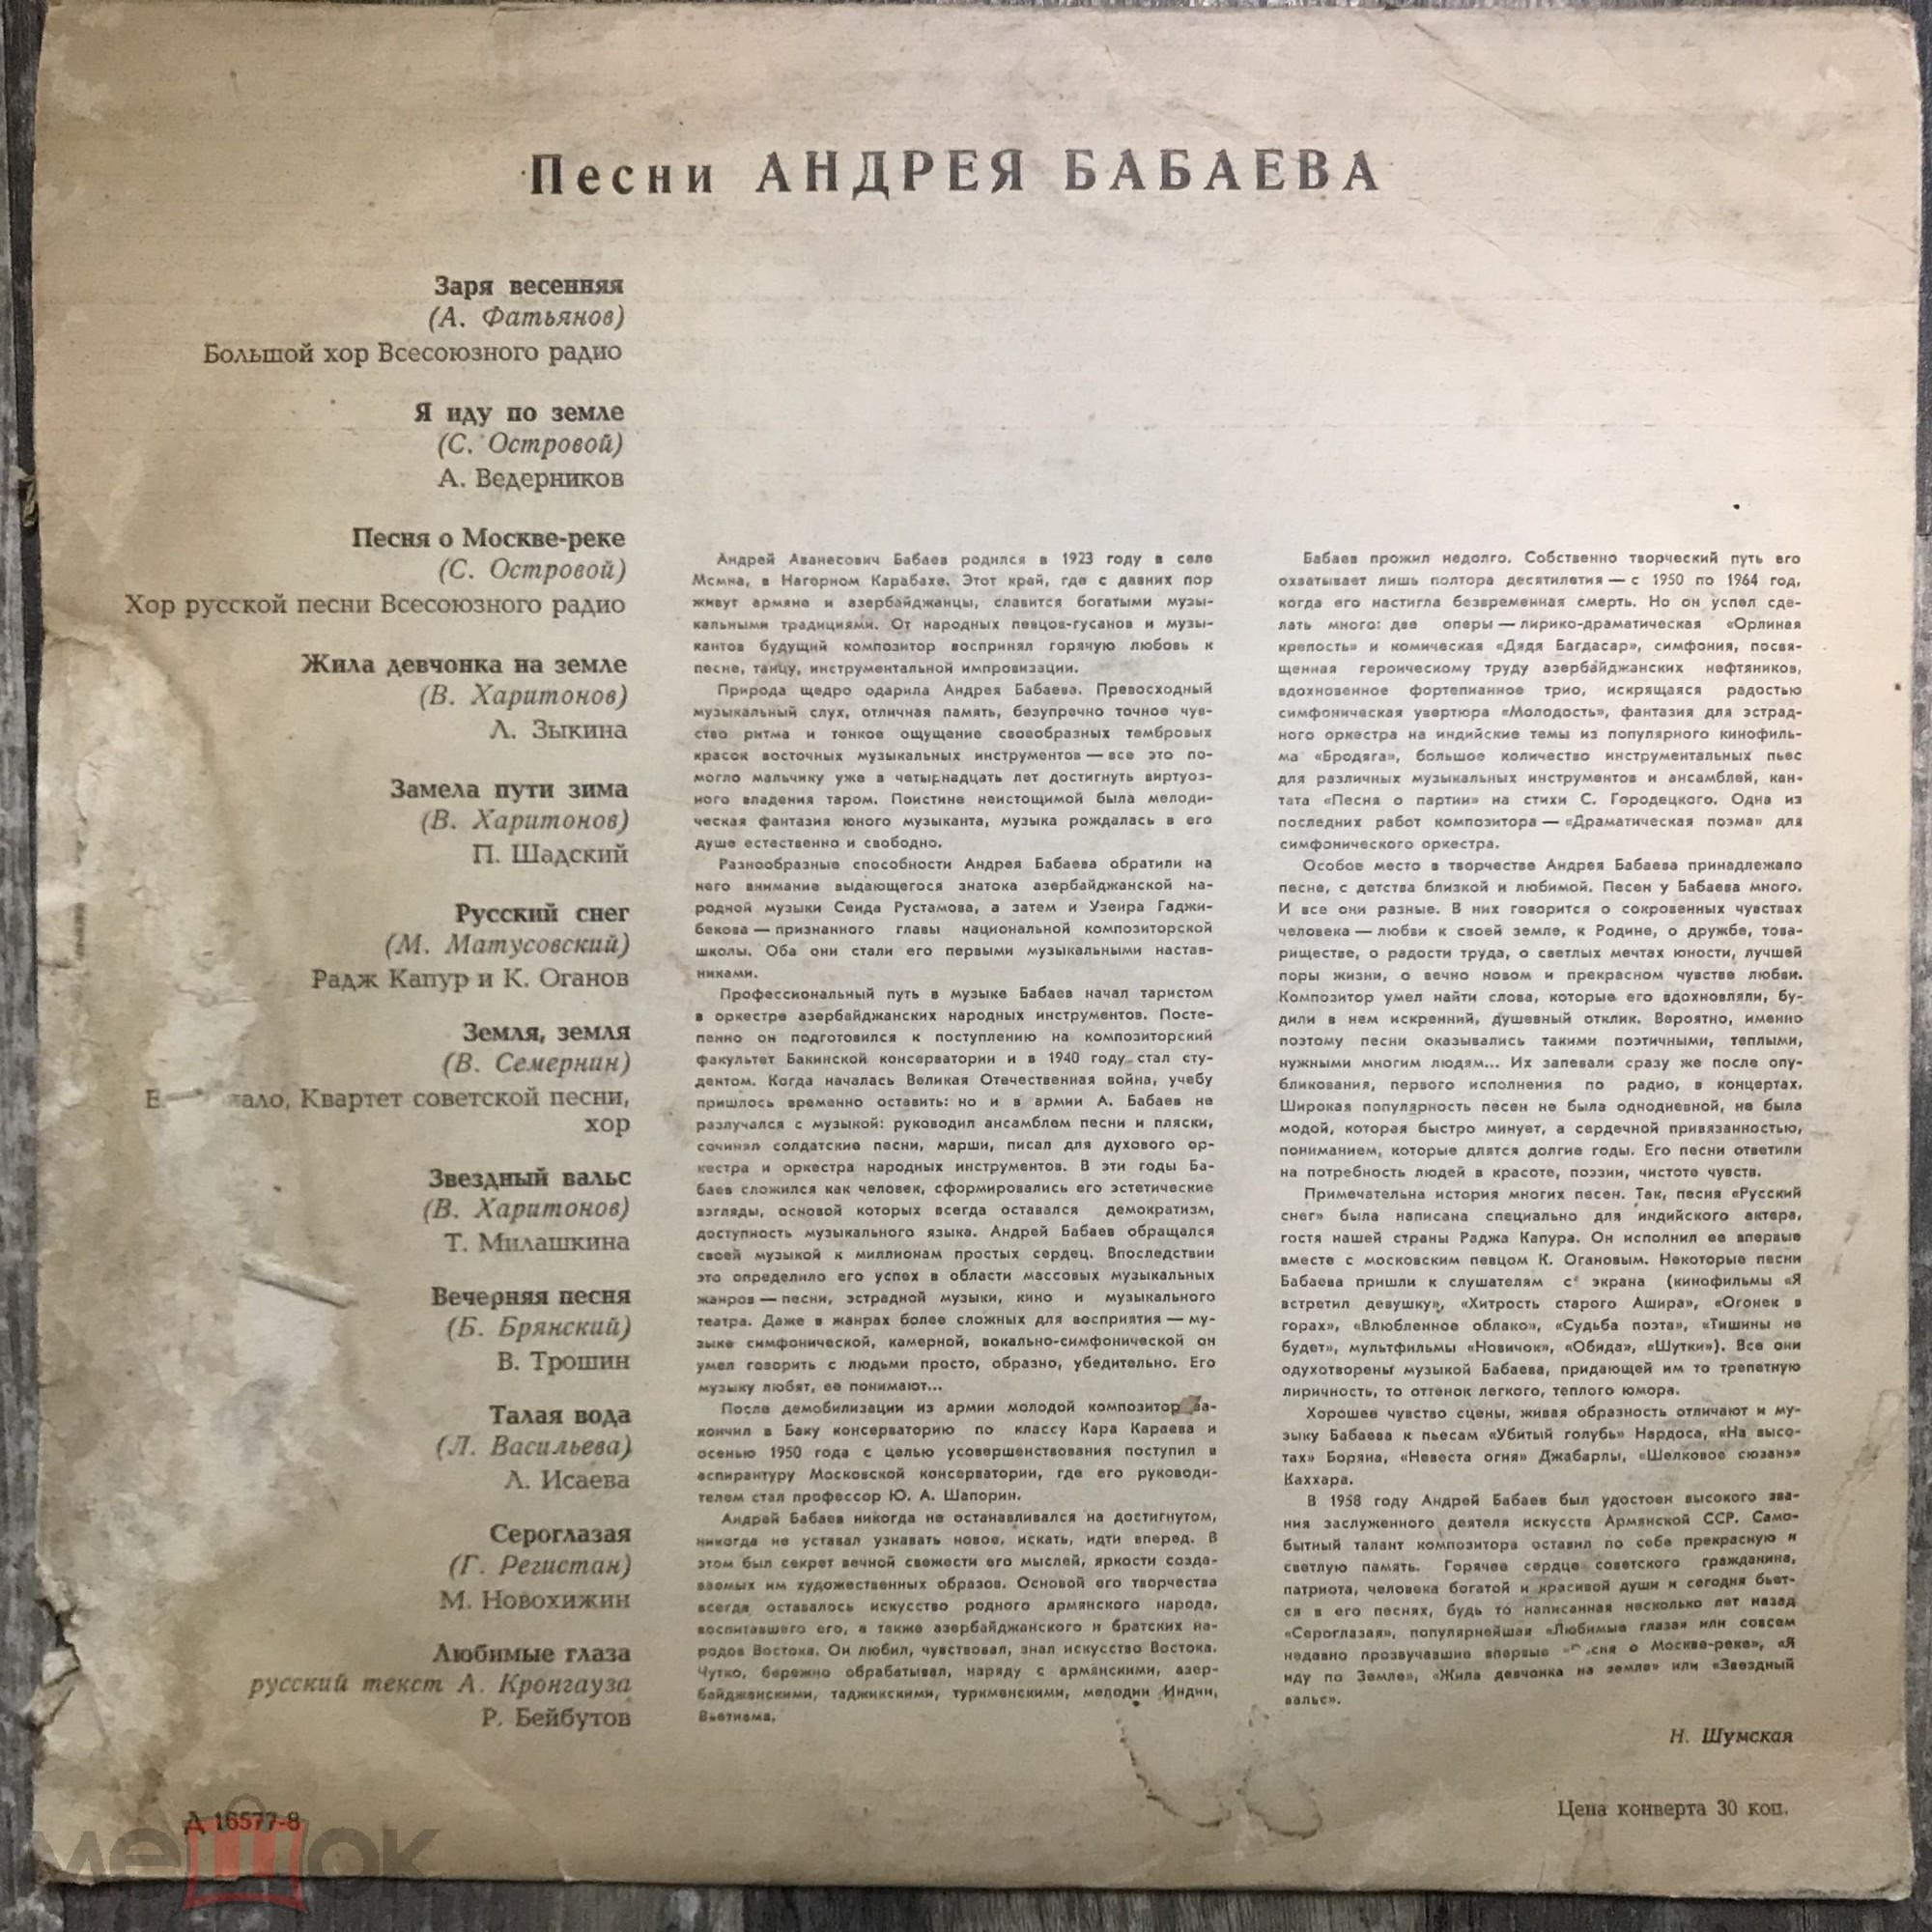 Песни АНДРЕЯ БАБАЕВА
Заря весенняя
(А. Фатьянов)
Большой хор Всесоюзного радио
Я иду по земле
(С. Островой)
А. Ведерников
Песня о Москве-реке
(С. Островой)
Хор русской песни Всесоюзного радио
Жила девчонка на земле
(В. Харитонов)
Л. Зыкина
Замела пути зима
(В. Харитонов)
П. Шадский
Русский снег
(М. Матусовский)
Радж Капур и К. Оганов
Земля, земля
(В. Семернин)
Квартет советской песни,
хор
Звездный вальс
(В. Харитонов)
Т. Милашкина
Вечерняя песня
(Б. Брянский)
В. Трошин
Талая вода
(Л. Васильева)
Л. Исаева
Сероглазая
(Г. Регистан)
М. Новохижин
Любимые глаза
русский текст А. Кронгауза
Р. Бейбутов
Д 16577-8
Андрей Аванесович Бабаев родился в 1923 году в селе
Мсмна, в Нагорном Карабахе. Этот край, где с давних пор
живут армяне и азербайджанцы, славится богатыми музы-
кальными традициями. От народных певцов-гусанов и музы-
кантов будущий композитор воспринял горячую любовь к
песне, танцу, инструментальной импровизации.
Природа щедро одарила Андрея Бабаева. Превосходный
музыкальный слух, отличная память, безупречно точное чув-
ство ритма и тонкое ощущение своеобразных тембровых
красок восточных музыкальных инструментов — все это по-
могло мальчику уже в четырнадцать лет достигнуть виртуоз-
ного владения таром. Поистине неистощимой была мелоди-
ческая фантазия юного музыканта, музыка рождалась в его
душе естественно и свободно.
Разнообразные способности Андрея Бабаева обратили на
него внимание выдающегося знатока азербайджанской на-
родной музыки Сеида Рустамова, а затем и Узеира Гаджи-
бекова — признанного главы национальной композиторской
школы. Оба они стали его первыми музыкальными настав-
никами.
Профессиональный путь в музыке Бабаев начал таристом
в оркестре азербайджанских народных инструментов. Посте-
пенно он подготовился к поступлению на композиторский
факультет Бакинской консерватории и в 1940 году стал сту-
дентом. Когда началась Великая Отечественная война, учебу
пришлось временно оставить: но и в армии А. Бабаев не
разлучался с музыкой: руководил ансамблем песни и пляски,
сочинял солдатские песни, марши, писал для духового ор-
кестра и оркестра народных инструментов. В эти годы Ба-
баев сложился как человек, сформировались его эстетические
взгляды, основой которых всегда оставался демократизм,
доступность музыкального языка. Андрей Бабаев обращался
своей музыкой к миллионам простых сердец. Впоследствии
это определило его успех в области массовых музыкальных
жанров — песни, эстрадной музыки, кино и музыкального
театра. Даже в жанрах более сложных для восприятия — му-
зыке симфонической, камерной, вокально-симфонической он
умел говорить с людьми просто, образно, убедительно. Его
музыку любят, ее понимают...
После демобилизации из армии молодой композитор за-
кончил в Баку консерваторию по классу Кара Караева и
осенью 1950 года с целью усовершенствования поступил в
аспирантуру Московской консерватории, где его руководи-
телем стал профессор Ю. А. Шапорин.
Андрей Бабаев никогда не останавливался на достигнутом,
никогда не уставал узнавать новое, искать, идти вперед. В
этом был секрет вечной свежести его мыслей, яркости созда-
ваемых им художественных образов. Основой его творчества
всегда оставалось искусство родного армянского народа,
воспитавшего его, а также азербайджанского и братских на-
родов Востока. Он любил, чувствовал, знал искусство Востока.
Чутко, бережно обрабатывал, наряду с армянскими, азер-
байджанскими, таджикскими, туркменскими, мелодии Индии,
Вьетнама.
Бабаев прожил недолго. Собственно творческий путь его
охватывает лишь полтора десятилетия — с 1950 по 1964 год,
когда его настигла безвременная смерть. Но он успел сде-
лать много: две оперы — лирико-драматическая «Орлиная
крепость» и комическая «Дядя Багдасар», симфония, посвя-
щенная героическому труду азербайджанских нефтяников,
вдохновенное фортепианное трио, искрящаяся радостью
симфоническая увертюра «Молодость», фантазия для эстрад-
ного оркестра на индийские темы из популярного кинофиль-
ма «Бродяга», большое количество инструментальных пьес
для различных музыкальных инструментов и ансамблей, кан-
тата «Песня о партии» на стихи С. Городецкого. Одна из
последних работ композитора — «Драматическая поэма» для
симфонического оркестра.
Особое место в творчестве Андрея Бабаева принадлежало
песне, с детства близкой и любимой. Песен у Бабаева много.
И все они разные. В них говорится о сокровенных чувствах
человека — любви к своей земле, к Родине, о дружбе, това-
риществе, о радости труда, о светлых мечтах юности, лучшей
поры жизни, о вечно новом и прекрасном чувстве любви.
Композитор умел найти слова, которые его вдохновляли, бу-
дили в нем искренний, душевный отклик. Вероятно, именно
поэтому песни оказывались такими поэтичными, теплыми,
нужными многим людям... Их запевали сразу же после опу-
бликования, первого исполнения по радио, в концертах.
Широкая популярность песен не была однодневной, не была
модой, которая быстро минует, а сердечной привязанностью,
пониманием, которые длятся долгие годы. Его песни ответили
на потребность людей в красоте, поэзии, чистоте чувств.
Примечательна история многих песен. Так, песня «Русский
снег» была написана специально для индийского актера,
гостя нашей страны Раджа Капура. Он исполнил ее впервые
вместе с московским певцом К. Огановым. Некоторые песни
Бабаева пришли к слушателям с экрана (кинофильмы «Я
встретил девушку», «Хитрость старого Ашира», «Огонек в
горах», «Влюбленное облако», «Судьба поэта», «Тишины не
будет», мультфильмы «Новичок», «Обида», «Шутки»). Все они
одухотворены музыкой Бабаева, придающей им то трепетную
лиричность, то оттенок легкого, теплого юмора.
Хорошее чувство сцены, живая образность отличают и му-
зыку Бабаева к пьесам «Убитый голубь» Нардоса, «На высо-
тах» Боряна, «Невеста огня» Джабарлы, «Шелковое сюзанэ»
Каххара.
В 1958 году Андрей Бабаев был удостоен высокого зва-
ния заслуженного деятеля искусств Армянской ССР. Само-
бытный талант композитора оставил по себе прекрасную и
светлую память. Горячее сердце советского гражданина,
патриота, человека богатой и красивой души и сегодня бьет-
ся в его песнях, будь то написанная несколько лет назад
«Сероглазая», популярнейшая «Любимые глаза» или совсем
недавно прозвучавшие впервые о Москве-реке», «Я
иду по Земле», «Жила девчонка на земле» или «Звездный
вальс».
Н. Шумская
Цена конверта 30 коп.
мешок